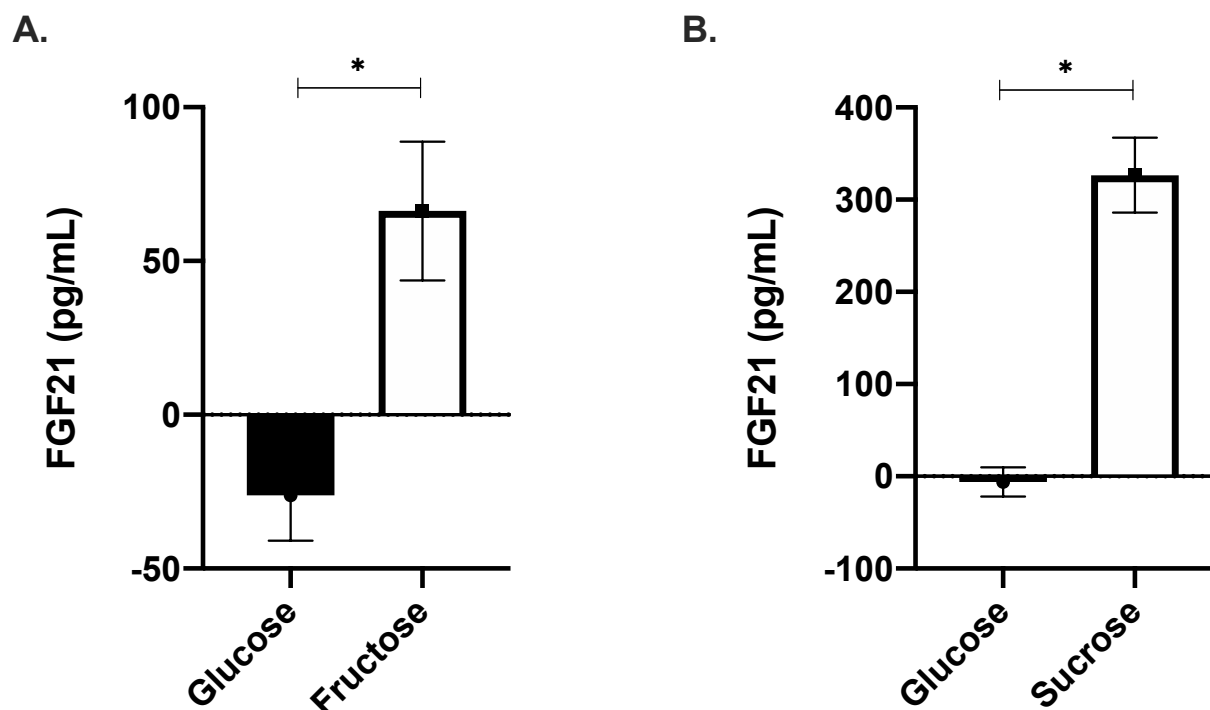 A.
*
100
50
0
-50
FGF21 (pg/mL)
Glucose
Fructose
B.
*
400
300
200
100
0
-100
FGF21 (pg/mL)
Glucose
Sucrose